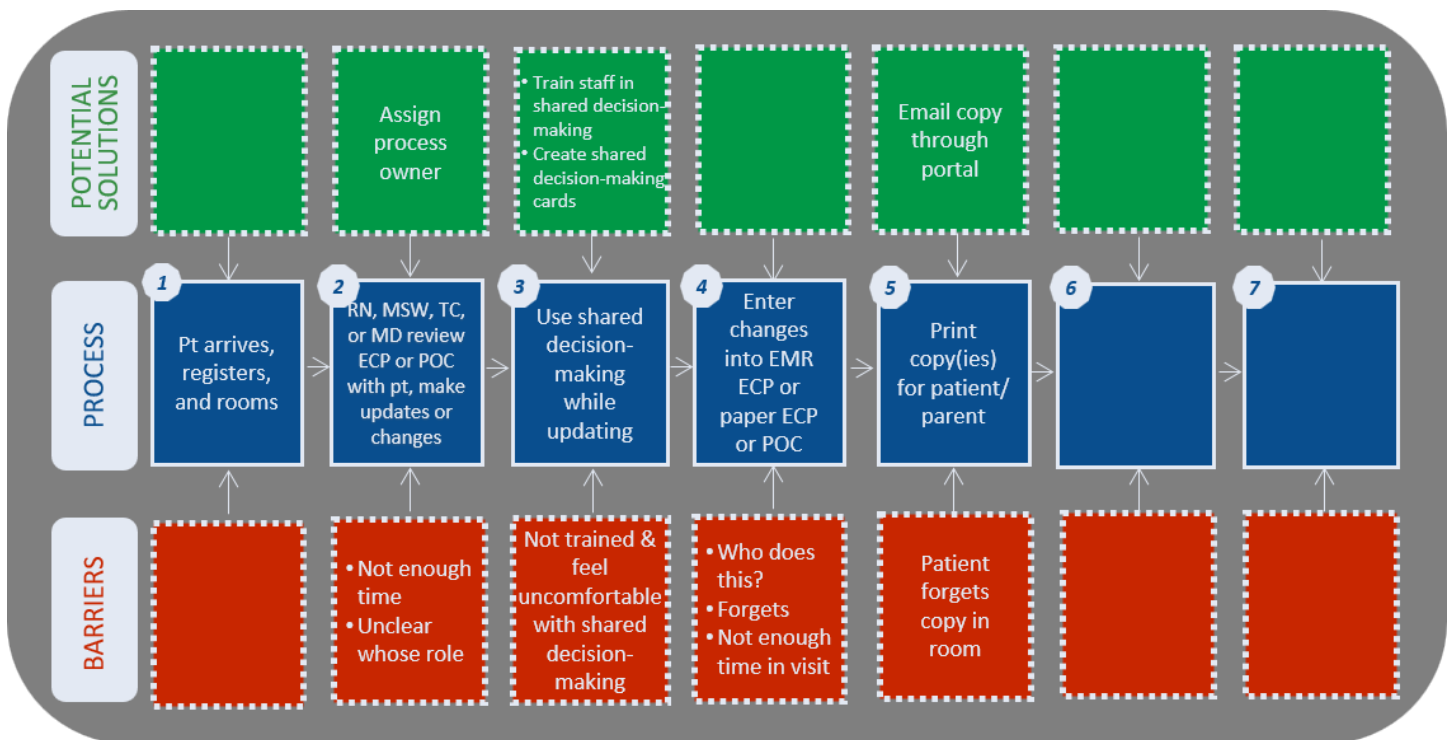 POTENTIAL
SOLUTIONS
Assign
process
owner
• Train staff in
shared decision-
making
• Create shared
decision-making
cards
Email copy
through
portal
PROCESS
1
Pt arrives,
registers,
and rooms
2
RN, MSW, TC,
or MD review
ECP or POC
with pt, make
updates or
changes
3
Use shared
decision-
making
while
updating
4
Enter
changes
into EMR
ECP or
paper ECP
or POC
5
Print
copy(ies)
for patient/
parent
6
7
BARRIERS
• Not enough
time
• Unclear
whose role
Not trained &
feel
uncomfortable
with shared
decision-
making
• Who does
this?
• Forgets
• Not enough
time in visit
Patient
forgets
copy in
room